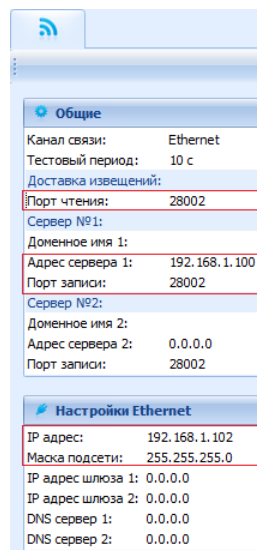 Общие
Канал связи: Ethernet
Тестовый период: 10 с
Доставка извещений:
Порт чтения: 28002
Сервер №1:
Доменное имя 1:
Адрес сервера 1: 192.168.1.100
Порт записи: 28002
Сервер №2:
Доменное имя 2:
Адрес сервера 2: 0.0.0.0
Порт записи: 28002
Настройки Ethernet
IP адрес: 192.168.1.102
Маска подсети: 255.255.255.0
IP адрес шлюза 1: 0.0.0.0
IP адрес шлюза 2: 0.0.0.0
DNS сервер 1: 0.0.0.0
DNS сервер 2: 0.0.0.0